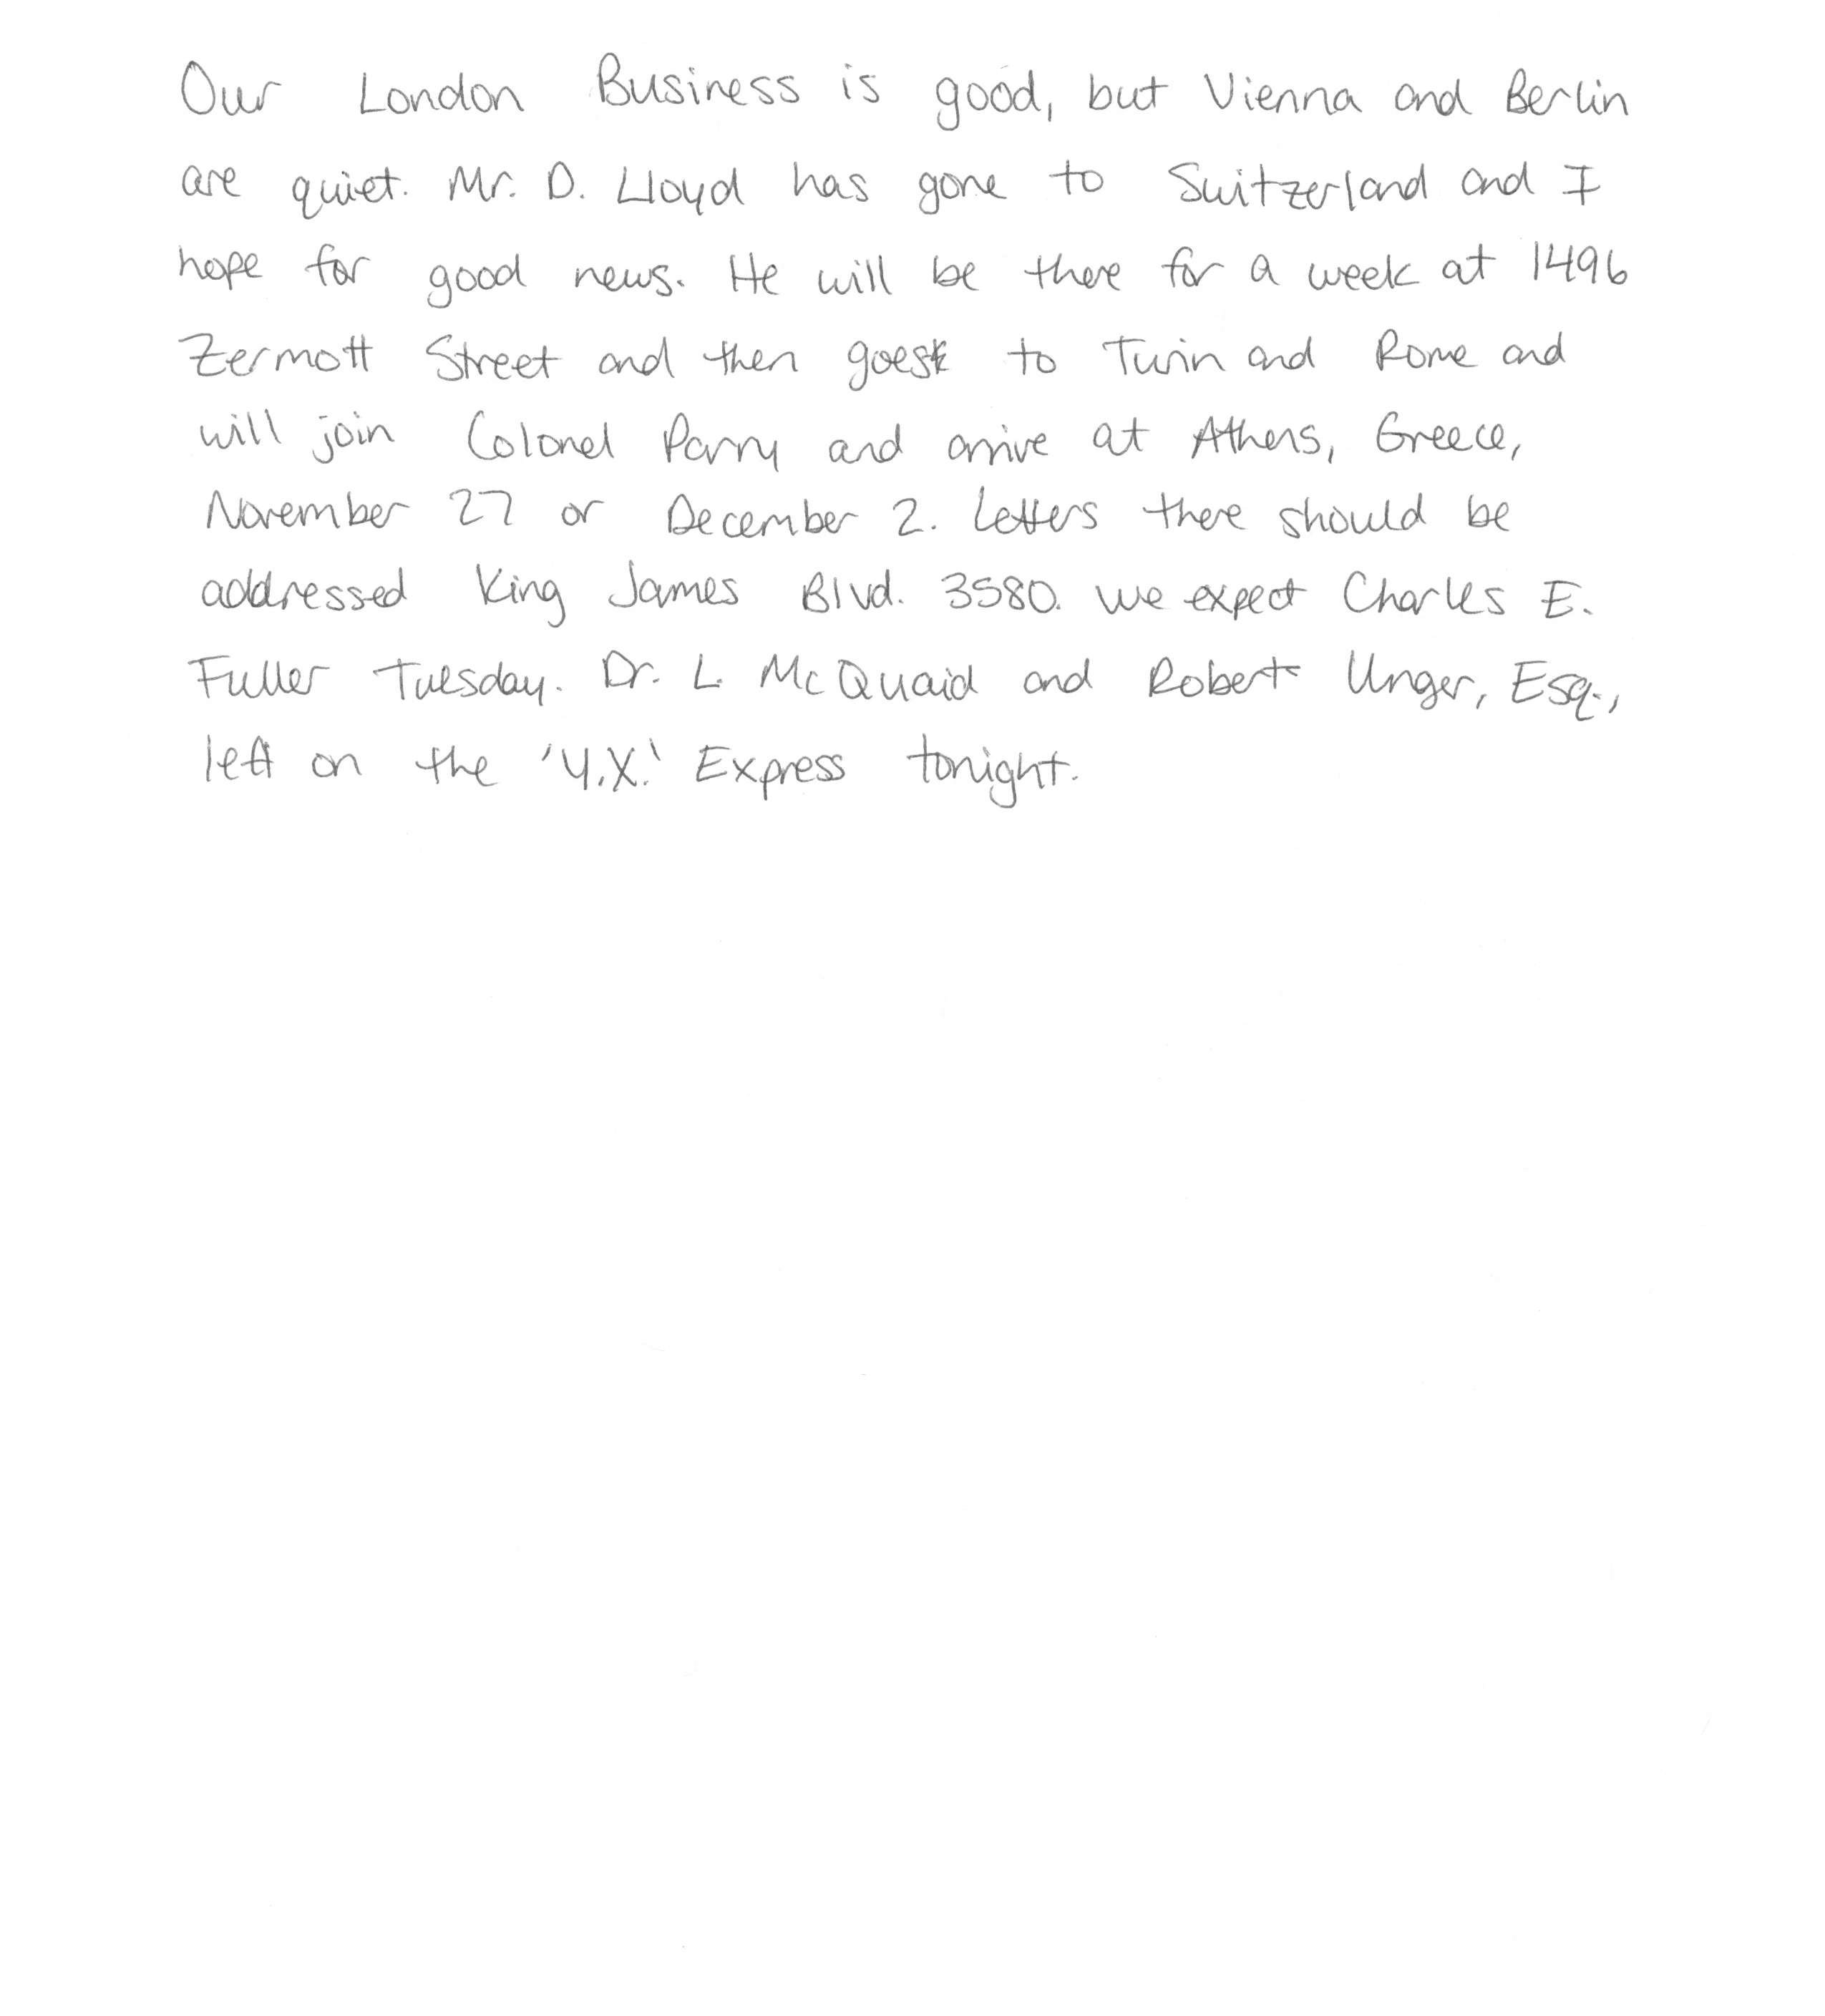 Our London Business is good, but Vienna and Berlin
are quiet. Mr. D. Lloyd has gone to Switzerland and I
hope for good news. He will be there for a week at 1496
Zermott Street and then goes to Turin and Rome and
will join Colonel Parry and arrive at Athens, Greece,
November 27 or December 2. Letters there should be
addressed King James Blvd. 3580. We expect Charles E.
Fuller Tuesday. Dr. L. McQuaid and Robert Unger, Esq.,
left on the 'Y.X.' Express tonight.